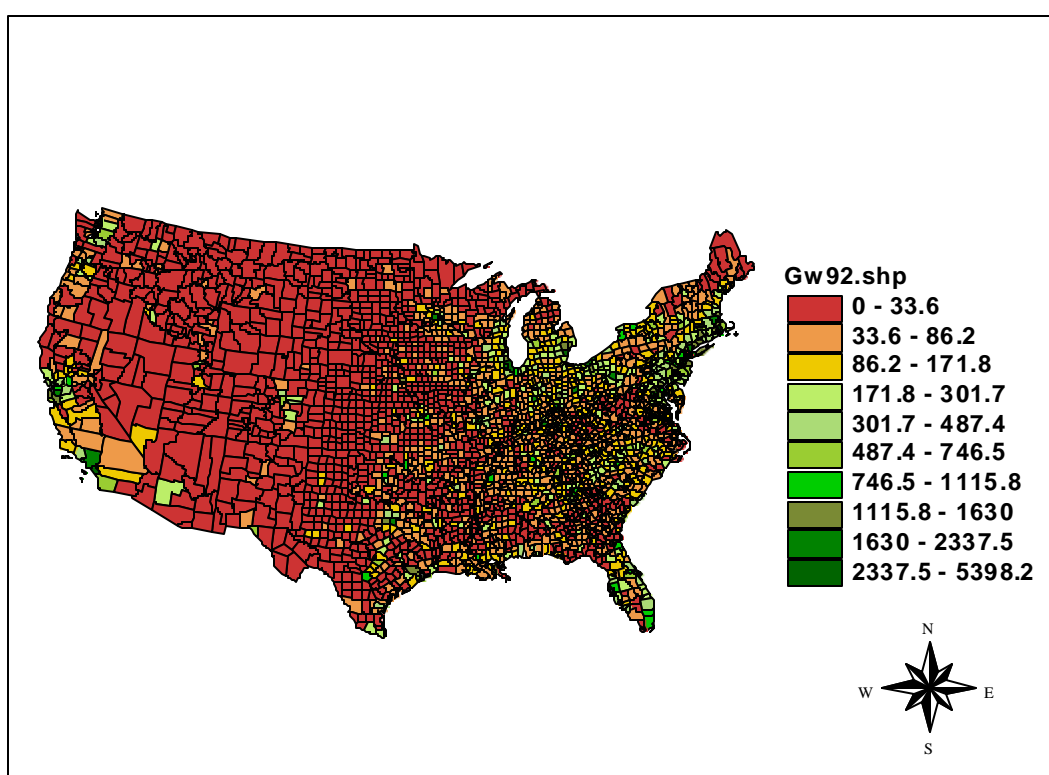 Gw92.shp
0 - 33.6
33.6 - 86.2
86.2 - 171.8
171.8 - 301.7
301.7 - 487.4
487.4 - 746.5
746.5 - 1115.8
1115.8 - 1630
1630 - 2337.5
2337.5 - 5398.2
N
W E
S